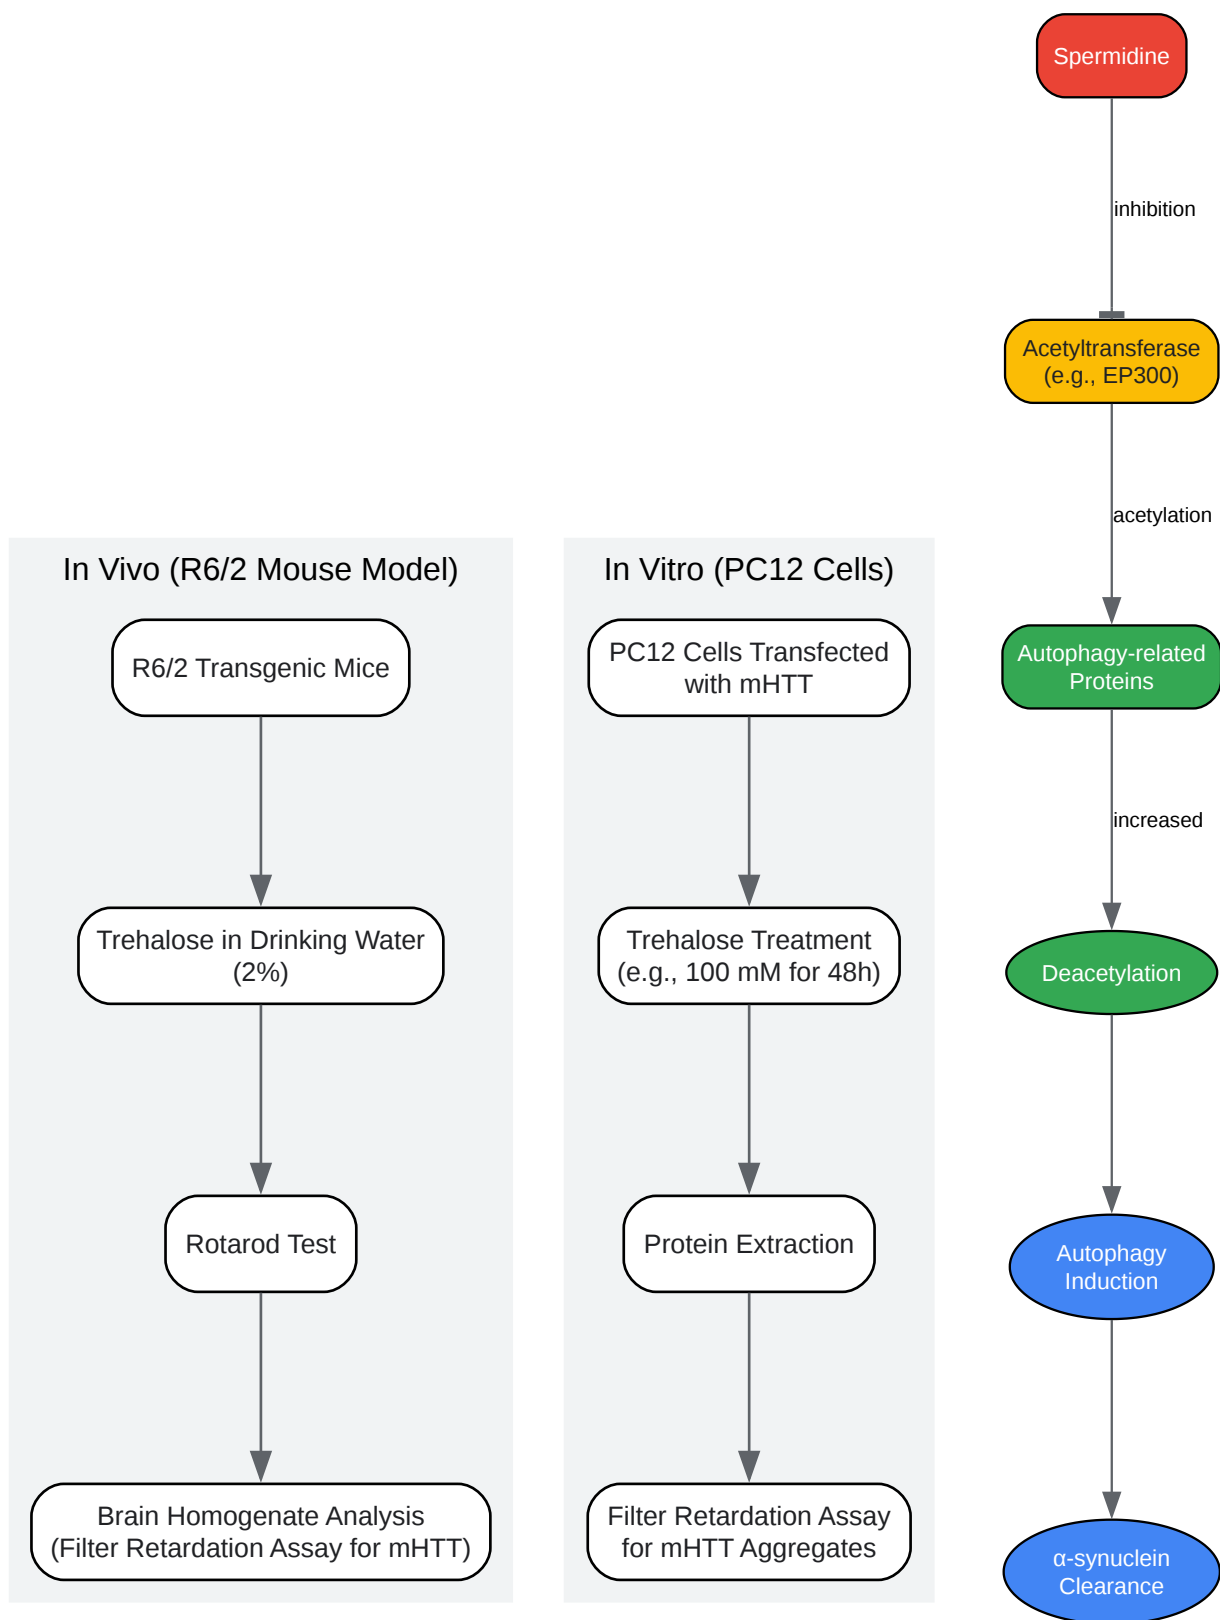 In Vivo (R6/2 Mouse Model)
R6/2 Transgenic Mice
Trehalose in Drinking Water
(2%)
Rotarod Test
Brain Homogenate Analysis
(Filter Retardation Assay for mHTT)
In Vitro (PC12 Cells)
PC12 Cells Transfected
with mHTT
Trehalose Treatment
(e.g., 100 mM for 48h)
Protein Extraction
Filter Retardation Assay
for mHTT Aggregates
Spermidine
inhibition
Acetyltransferase
(e.g., EP300)
acetylation
Autophagy-related
Proteins
increased
Deacetylation
Autophagy
Induction
α-synuclein
Clearance